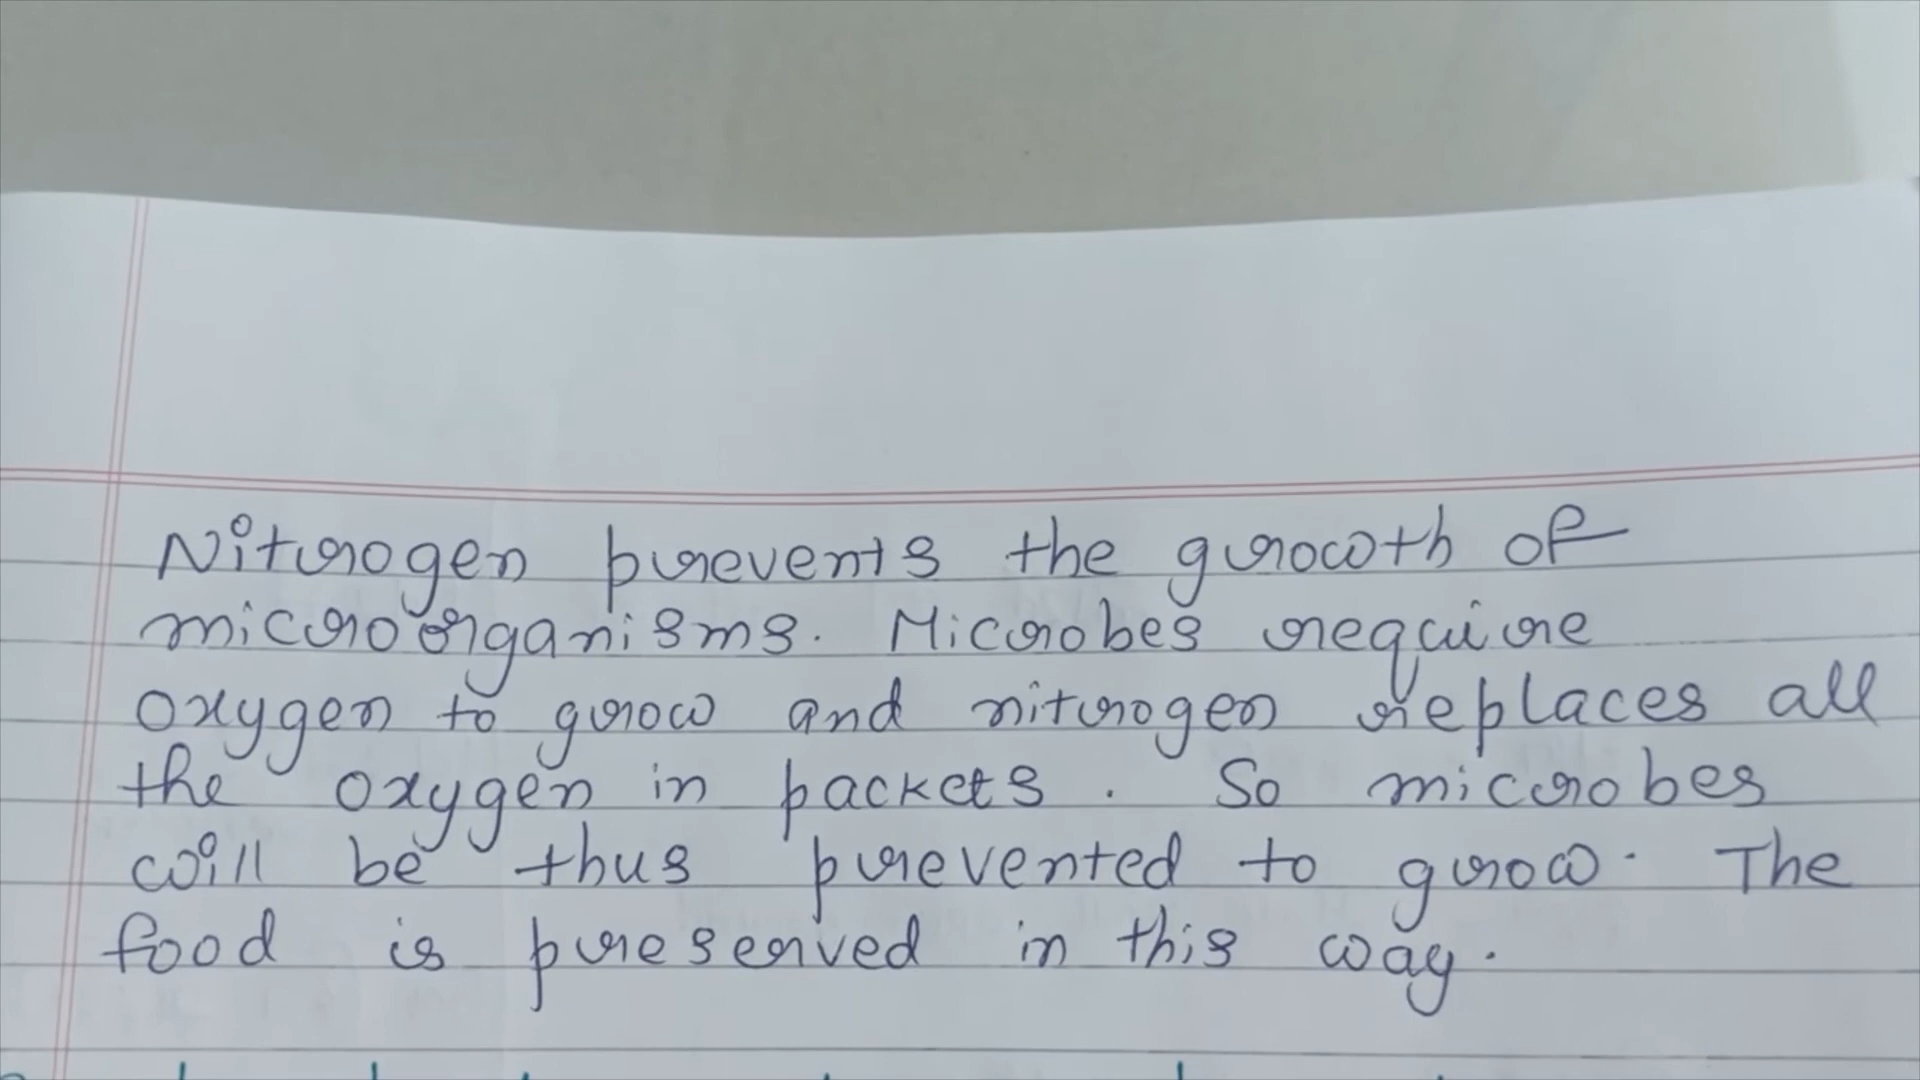 Nitrogen prevents the growth of
microorganisms. Microbes require
oxygen to grow and nitrogen replaces all
the oxygen in packets. So microbes
will be thus prevented to grow. The
food is preserved in this way.